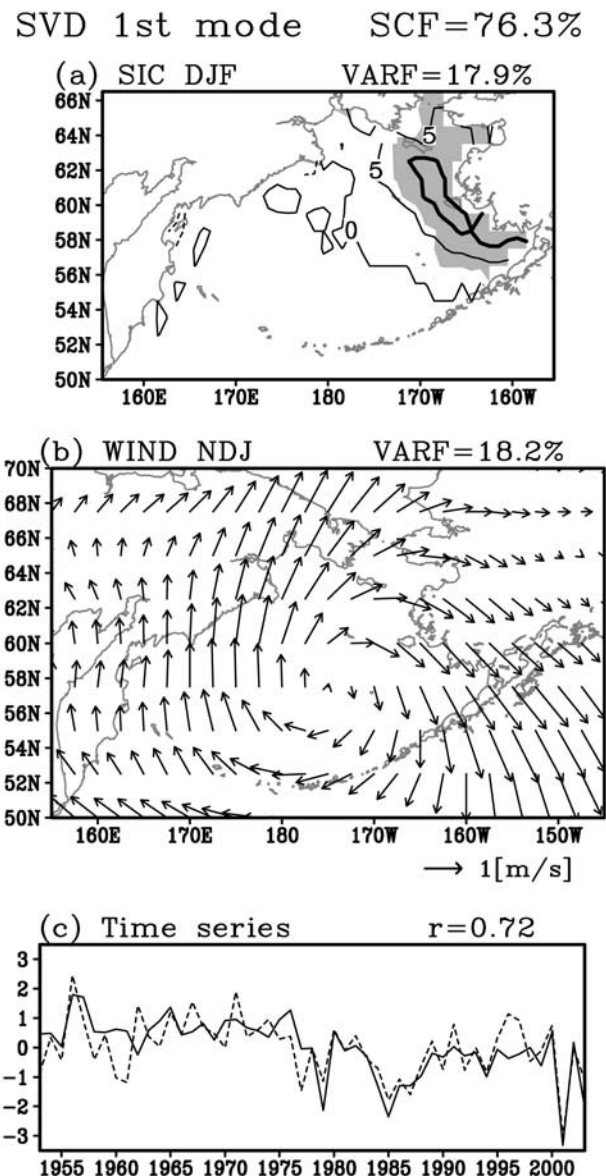 SVD 1st mode SCF=76.3%
(a) SIC DJF VARF=17.9%
66N
64N
62N
60N
58N
56N
54N
52N
50N
5
5
0
160E 170E 180 170W 160W
(b) WIND NDJ VARF=18.2%
70N
68N
66N
64N
62N
60N
58N
56N
54N
52N
50N
160E 170E 180 170W 160W 150W
1[m/s]
(c) Time series r=0.72
3
2
1
0
-1
-2
-3
1955 1960 1965 1970 1975 1980 1985 1990 1995 2000